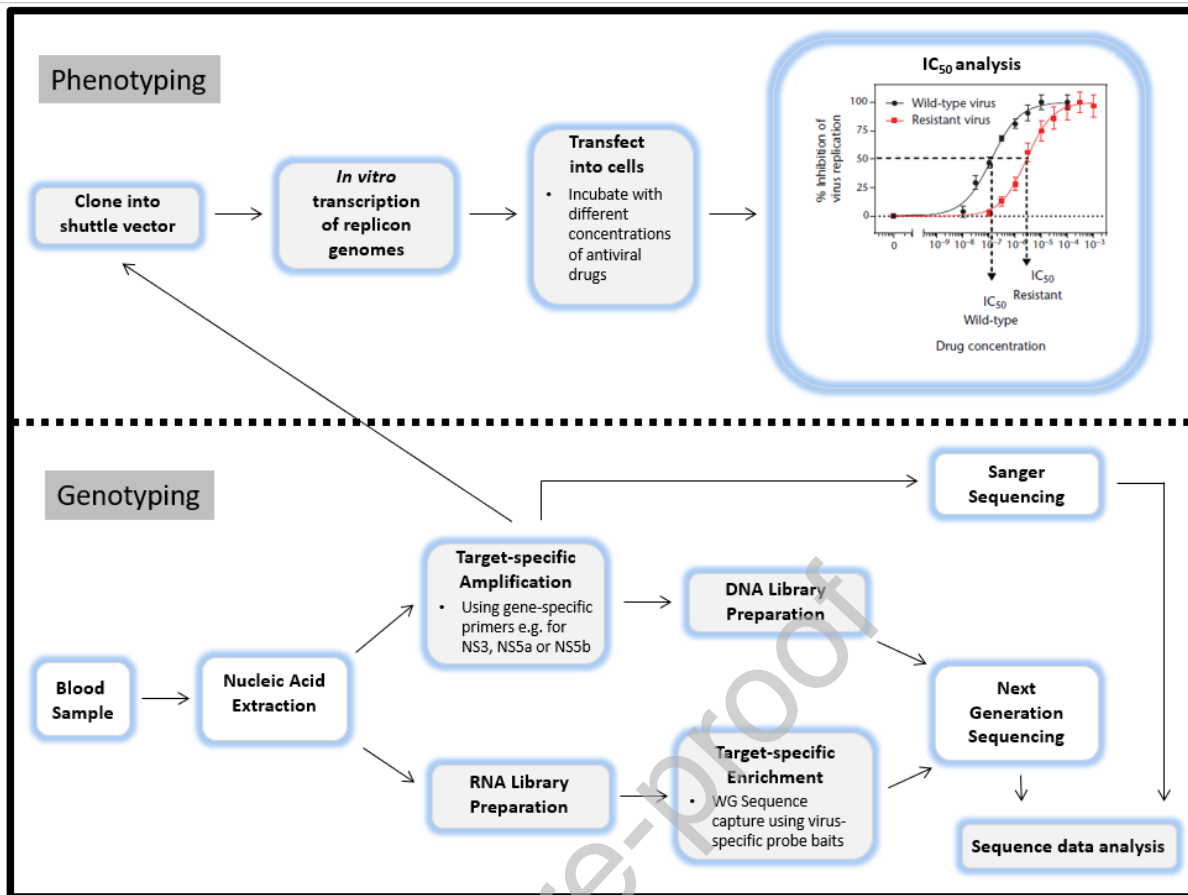 Phenotyping
Clone into
shuttle vector
In vitro
transcription
of replicon
genomes
Transfect
into cells
• Incubate with
different
concentrations
of antiviral
drugs
IC50 analysis
% Inhibition of
virus replication
100
75
50
25
0
Wild-type virus
Resistant virus
0
10⁻⁹
10⁻⁸
10⁻⁷
10⁻⁶
10⁻⁵
10⁻⁴
10⁻³
IC50
Resistant
IC50
Wild-type
Drug concentration
Genotyping
Blood
Sample
Nucleic Acid
Extraction
Target-specific
Amplification
• Using gene-specific
primers e.g. for
NS3, NS5a or NS5b
DNA Library
Preparation
Sanger
Sequencing
RNA Library
Preparation
Target-specific
Enrichment
• WG Sequence
capture using virus-
specific probe baits
Next
Generation
Sequencing
Sequence data analysis
re-proof